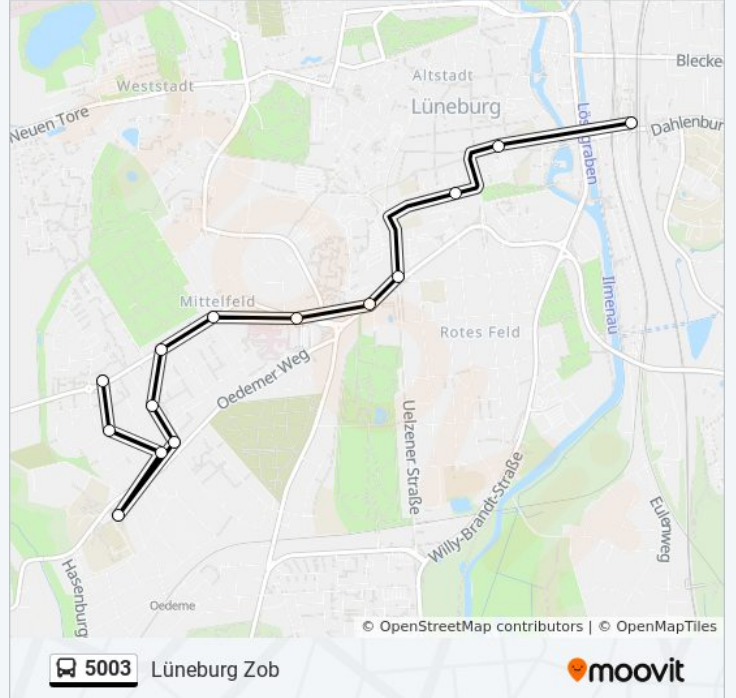 Blecke
Altstadt
Weststadt
Lüneburg
Neuen Tore
Dahlenbur
Lösegraben
Ilmenau
Mittelfeld
Rotes Feld
Oedemer Weg
Uelzener Straße
Willy-Brandt-Straße
Eulenweg
Hasenburg
Oedeme
© OpenStreetMap contributors | © OpenMapTiles
5003 Lüneburg Zob
moovit